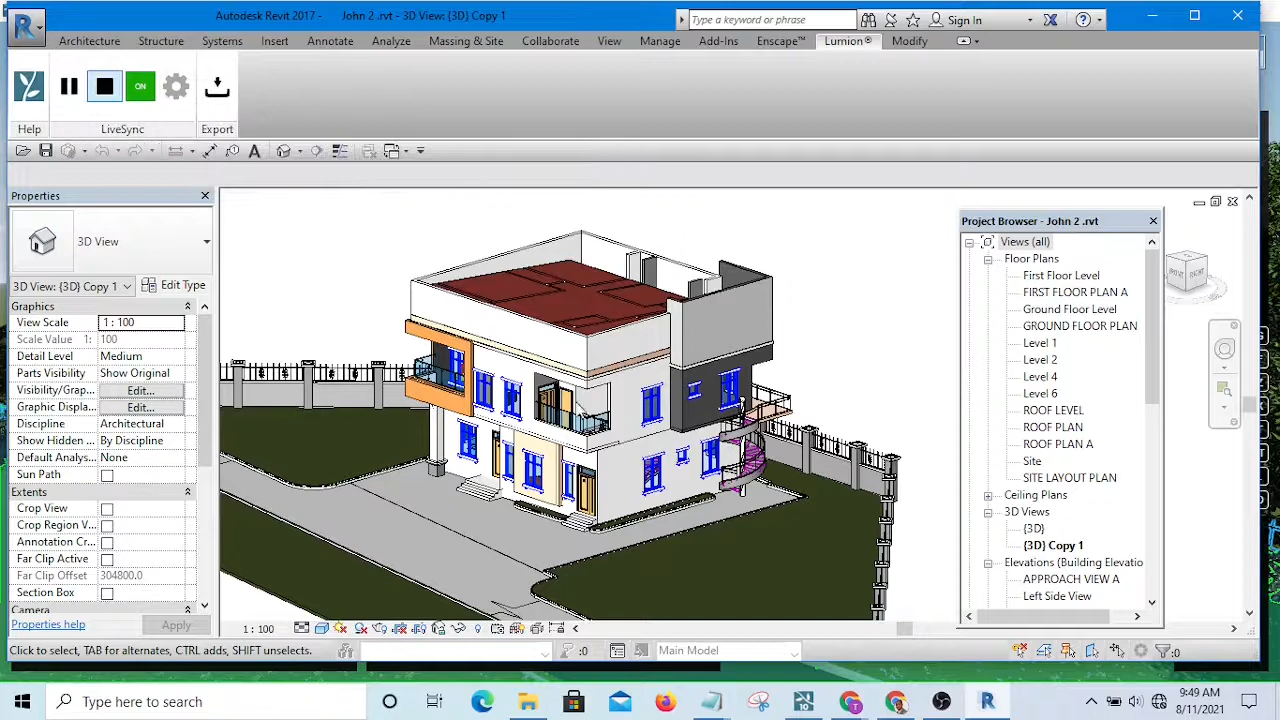 Autodesk Revit 2017 - John 2 .rvt - 3D View: {3D} Copy 1
Type a keyword or phrase
Sign In
Architecture Structure Systems Insert Annotate Analyze Massing & Site Collaborate View Manage Add-Ins Enscape™ Lumion® Modify
ON
Help LiveSync Export
Properties
3D View
3D View: {3D} Copy 1 Edit Type
Graphics
View Scale 1 : 100
Scale Value 1: 100
Detail Level Medium
Parts Visibility Show Original
Visibility/Grap... Edit...
Graphic Displa... Edit...
Discipline Architectural
Show Hidden ... By Discipline
Default Analys... None
Sun Path
Extents
Crop View
Crop Region V...
Annotation Cr...
Far Clip Active
Far Clip Offset 304800.0
Section Box
Camera
Properties help Apply
Project Browser - John 2 .rvt
Views (all)
Floor Plans
First Floor Level
FIRST FLOOR PLAN A
Ground Floor Level
GROUND FLOOR PLAN
Level 1
Level 2
Level 4
Level 6
ROOF LEVEL
ROOF PLAN
ROOF PLAN A
Site
SITE LAYOUT PLAN
Ceiling Plans
3D Views
{3D}
{3D} Copy 1
Elevations (Building Elevatio
APPROACH VIEW A
Left Side View
FRONT RIGHT
1 : 100
Click to select, TAB for alternates, CTRL adds, SHIFT unselects.
:0
Main Model
:0
Type here to search
9:49 AM
8/11/2021